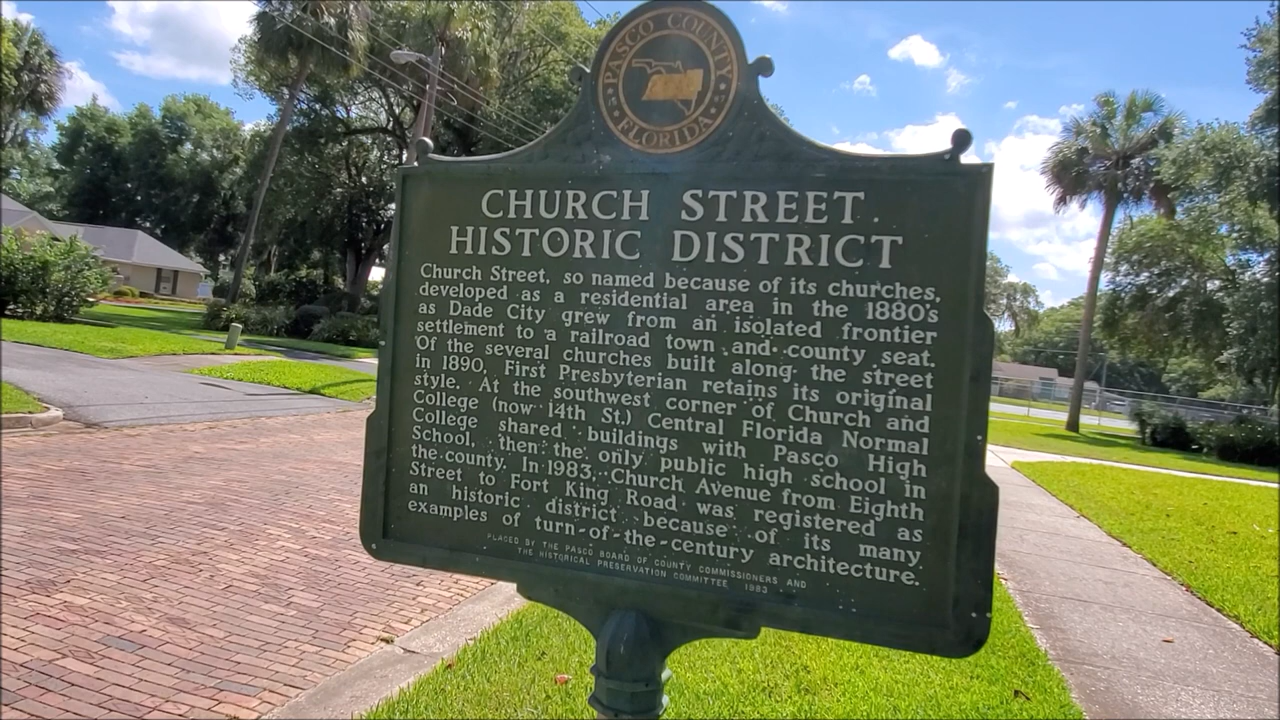 PASCO COUNTY
FLORIDA
CHURCH STREET
HISTORIC DISTRICT
Church Street, so named because of its churches,
developed as a residential area in the 1880's
as Dade City grew from an isolated frontier
settlement to a railroad town and county seat.
Of the several churches built along the street
in 1890, First Presbyterian retains its original
style. At the southwest corner of Church and
College (now 14th St.) Central Florida Normal
College shared buildings with Pasco High
School, then the only public high school in
the county. In 1983, Church Avenue from Eighth
Street to Fort King Road was registered as
an historic district because of its many
examples of turn-of-the-century architecture.
PLACED BY THE PASCO BOARD OF COUNTY COMMISSIONERS AND
THE HISTORICAL PRESERVATION COMMITTEE 1983